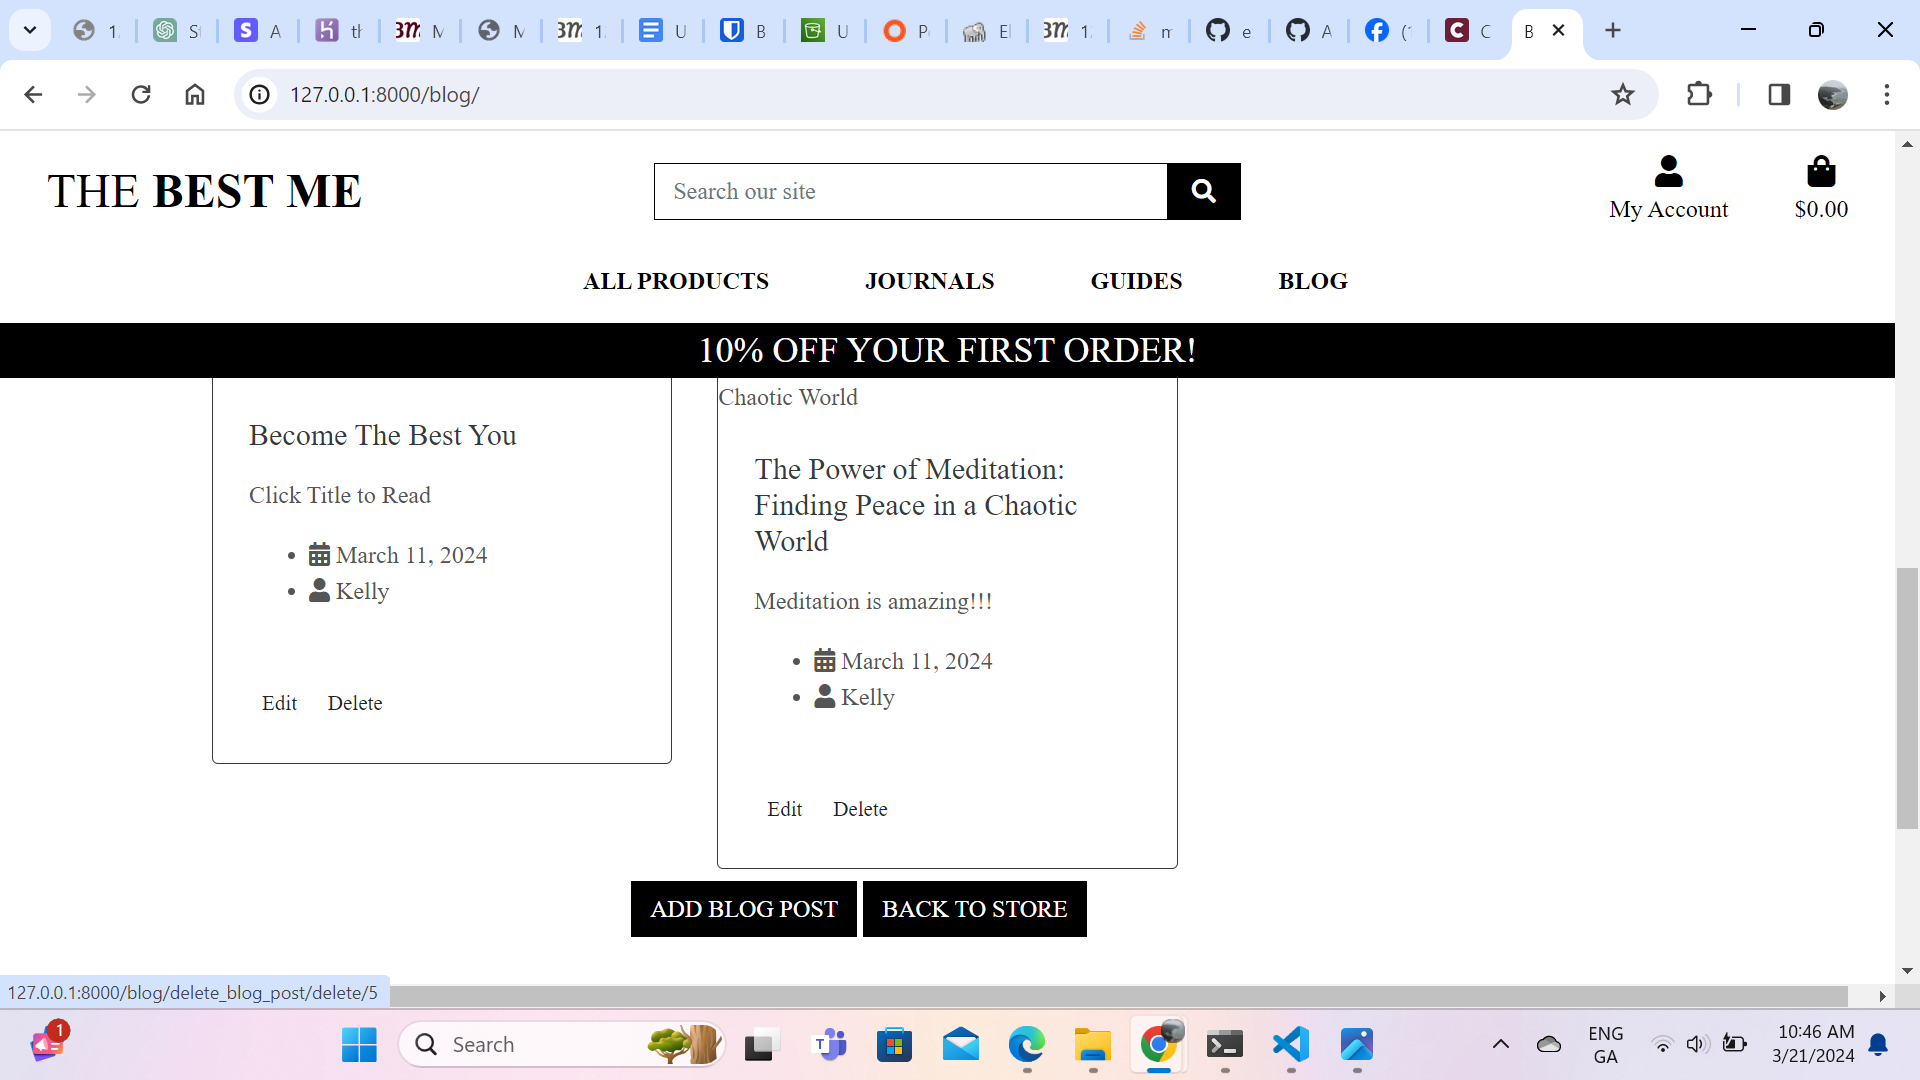 127.0.0.1:8000/blog/
THE BEST ME
Search our site
My Account
$0.00
ALL PRODUCTS
JOURNALS
GUIDES
BLOG
10% OFF YOUR FIRST ORDER!
Become The Best You
Click Title to Read
March 11, 2024
Kelly
Edit
Delete
Chaotic World
The Power of Meditation:
Finding Peace in a Chaotic
World
Meditation is amazing!!!
March 11, 2024
Kelly
Edit
Delete
ADD BLOG POST
BACK TO STORE
127.0.0.1:8000/blog/delete_blog_post/delete/5
1
Search
ENG
GA
10:46 AM
3/21/2024